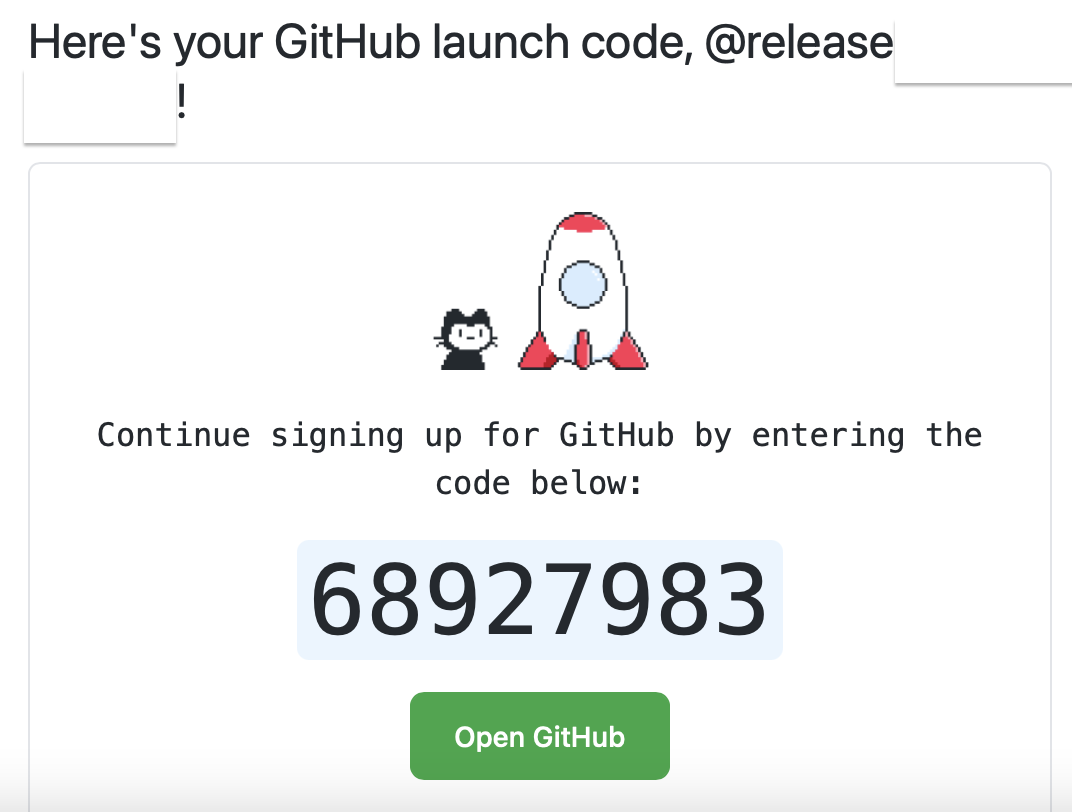 Here's your GitHub launch code, @release
!
Continue signing up for GitHub by entering the
code below:
68927983
Open GitHub